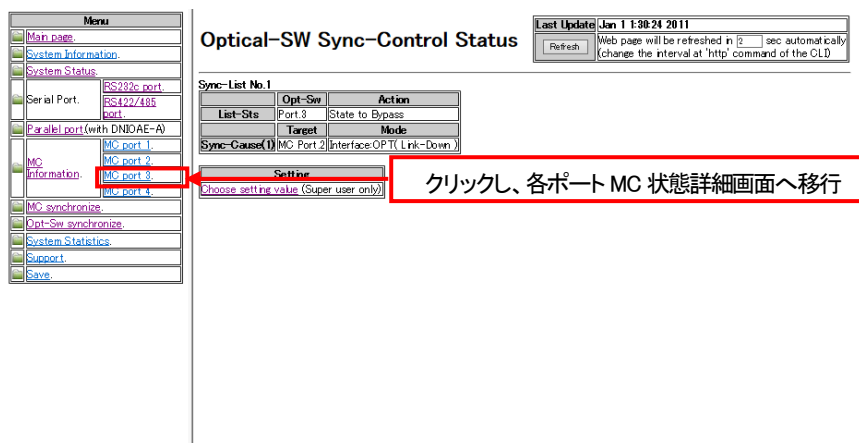 Menu
Main page.
System Information.
System Status.
Serial Port.
RS232c port.
RS422/485
port.
Parallel port.(with DNIOAE-A)
MC
Information.
MC port 1.
MC port 2.
MC port 3.
MC port 4.
MC synchronize.
Opt-Sw synchronize.
System Statistics.
Support.
Save.
Optical-SW Sync-Control Status
Last Update Jan 1 1:30:24 2011
Refresh
Web page will be refreshed in 2 sec automatically
(change the interval at 'http' command of the CLI)
Sync-List No.1
Opt-Sw Action
List-Sts Port.3 State to Bypass
Target Mode
Sync-Cause(1) MC Port.2 Interface:OPT( Link-Down )
Setting
Choose setting value (Super user only)
クリックし、各ポート MC 状態詳細画面へ移行